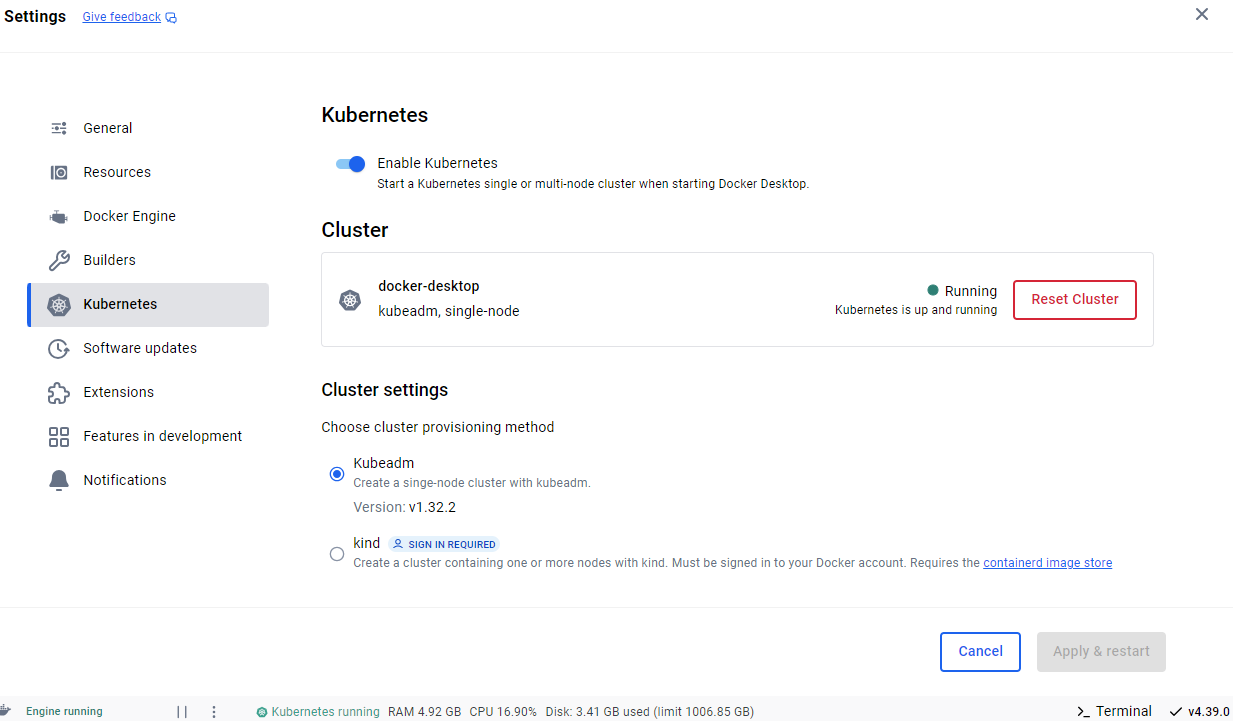 Settings Give feedback
General
Resources
Docker Engine
Builders
Kubernetes
Software updates
Extensions
Features in development
Notifications
Kubernetes
Enable Kubernetes
Start a Kubernetes single or multi-node cluster when starting Docker Desktop.
Cluster
docker-desktop
kubeadm, single-node
Running
Kubernetes is up and running
Reset Cluster
Cluster settings
Choose cluster provisioning method
Kubeadm
Create a singe-node cluster with kubeadm.
Version: v1.32.2
kind SIGN IN REQUIRED
Create a cluster containing one or more nodes with kind. Must be signed in to your Docker account. Requires the containerd image store
Cancel Apply & restart
Engine running Kubernetes running RAM 4.92 GB CPU 16.90% Disk: 3.41 GB used (limit 1006.85 GB) Terminal v4.39.0